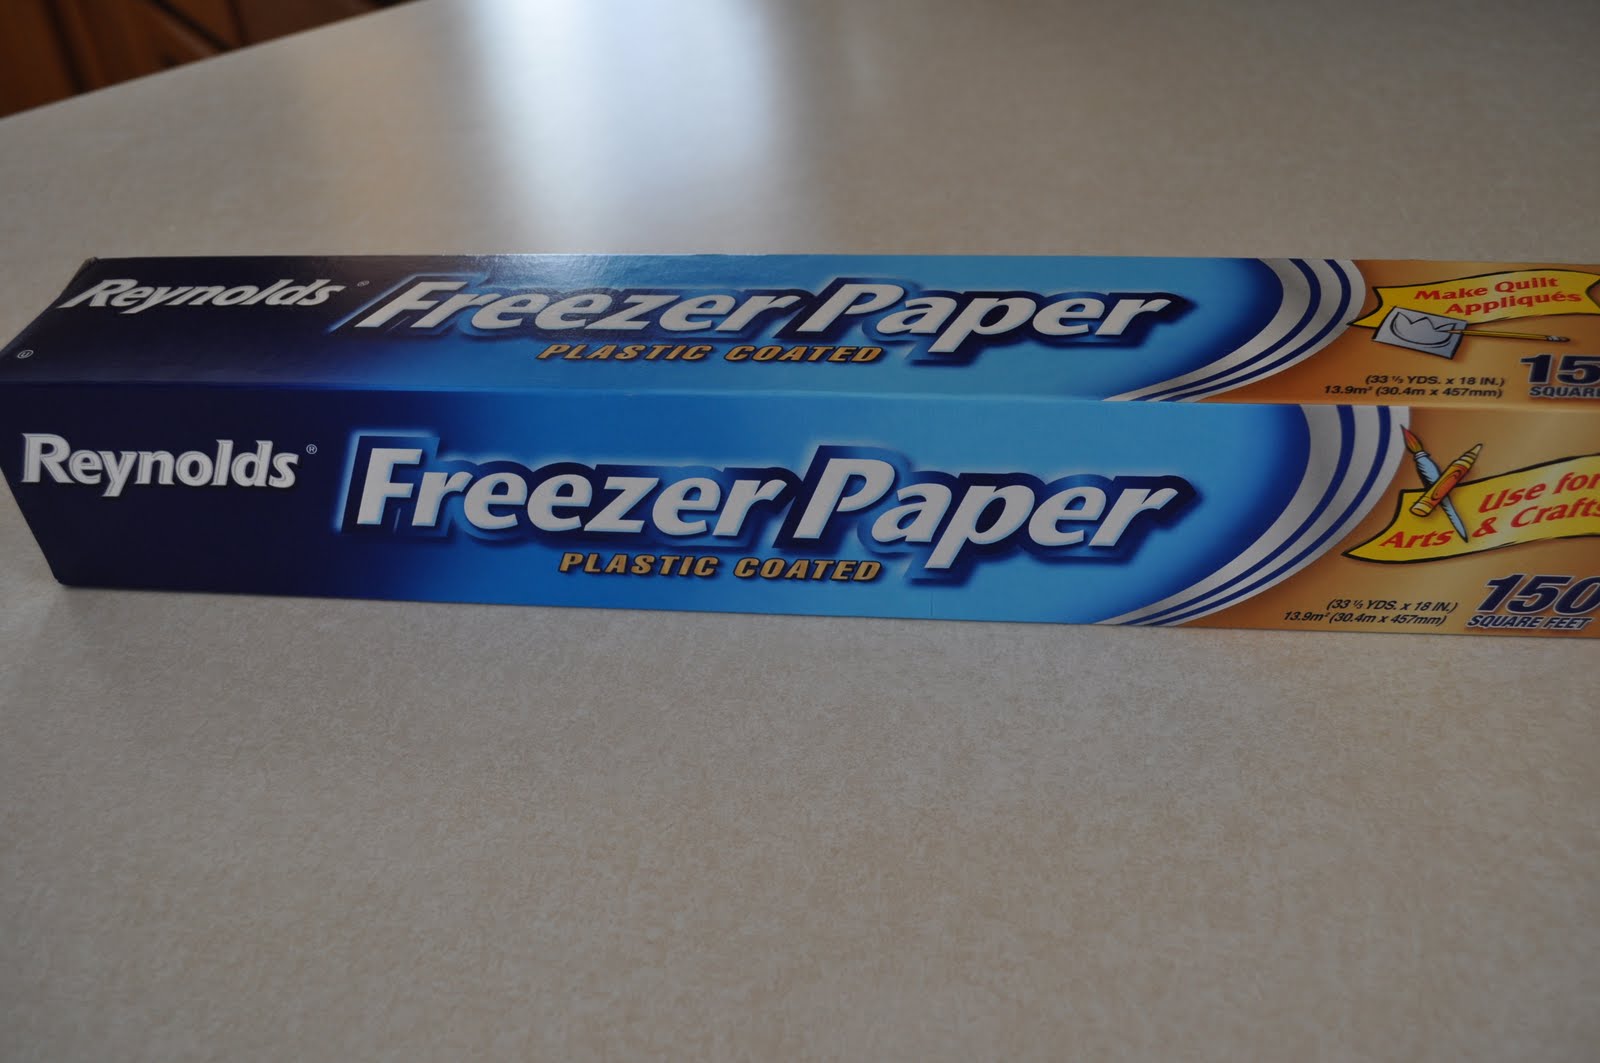 Reynolds®
Freezer Paper
PLASTIC COATED
Make Quilt
Appliqués
(33 ⅓ YDS. x 18 IN.)
13.9m² (30.4m x 457mm)
15
SQUARE
Reynolds®
Freezer Paper
PLASTIC COATED
Use for
Arts & Crafts
(33 ⅓ YDS. x 18 IN.)
13.9m² (30.4m x 457mm)
150
SQUARE FEET